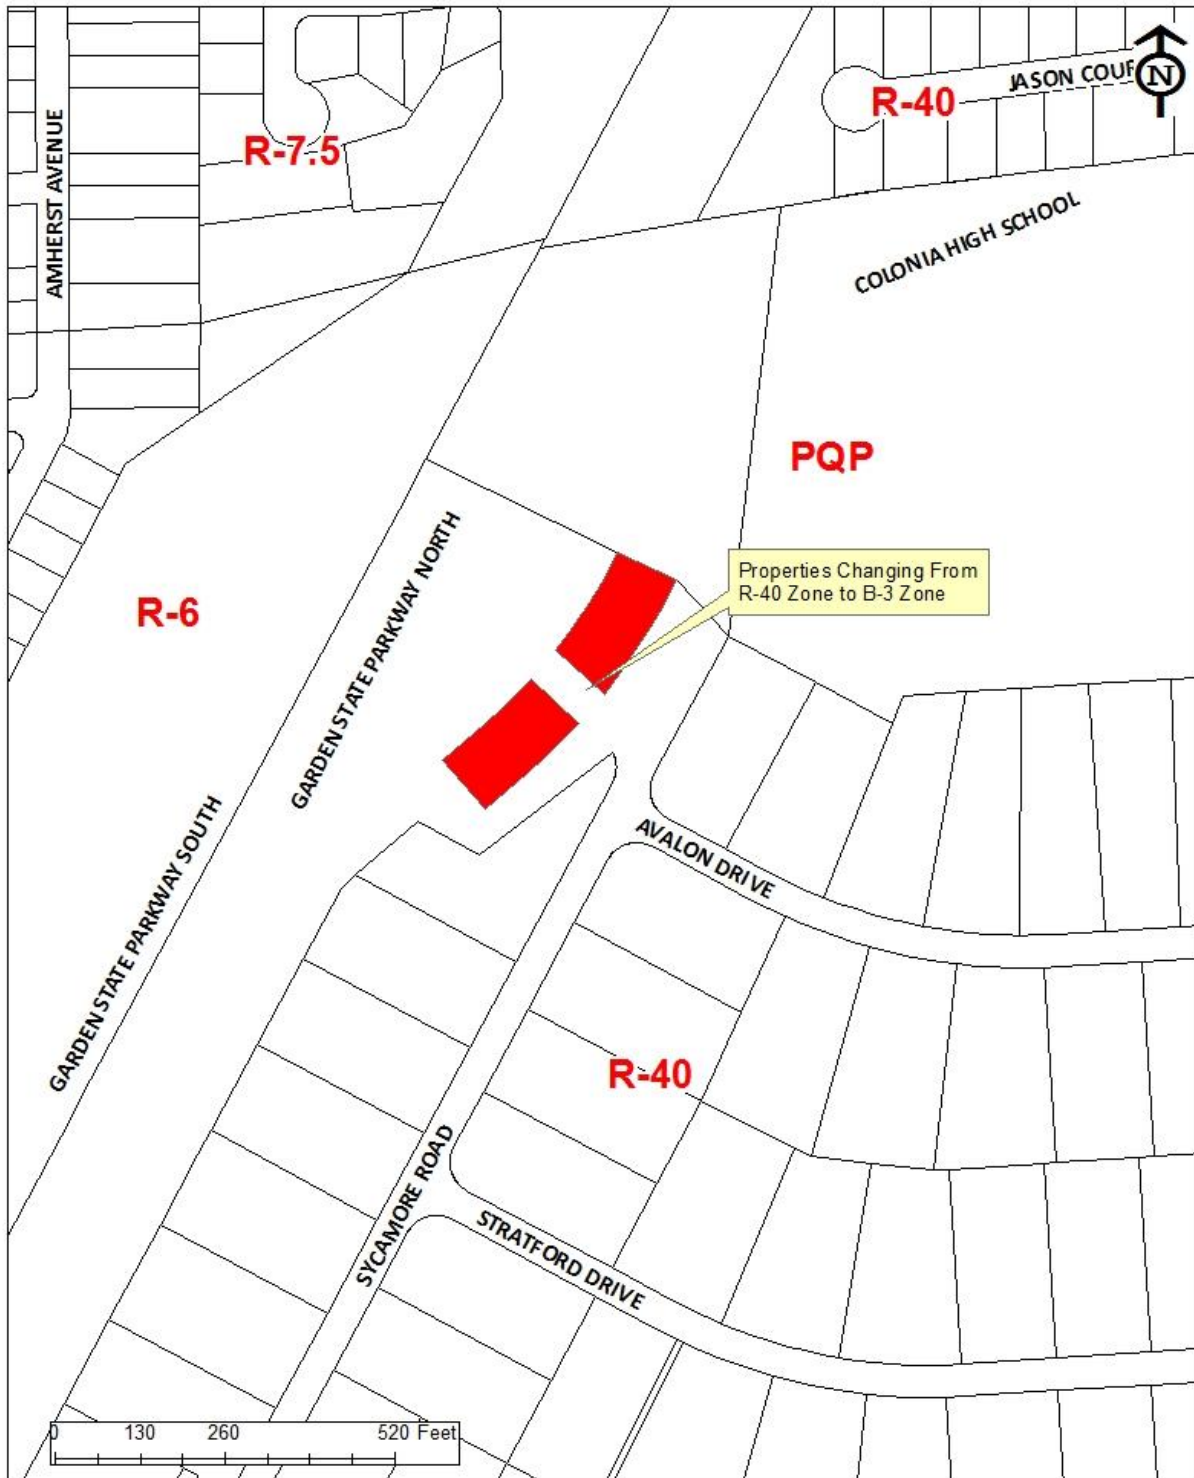 N
JASON COUR
R-40
R-7.5
AMHERST AVENUE
COLONIA HIGH SCHOOL
PQP
GARDEN STATE PARKWAY NORTH
Properties Changing From
R-40 Zone to B-3 Zone
R-6
GARDEN STATE PARKWAY SOUTH
AVALON DRIVE
R-40
SYCAMORE ROAD
STRATFORD DRIVE
0 130 260 520 Feet